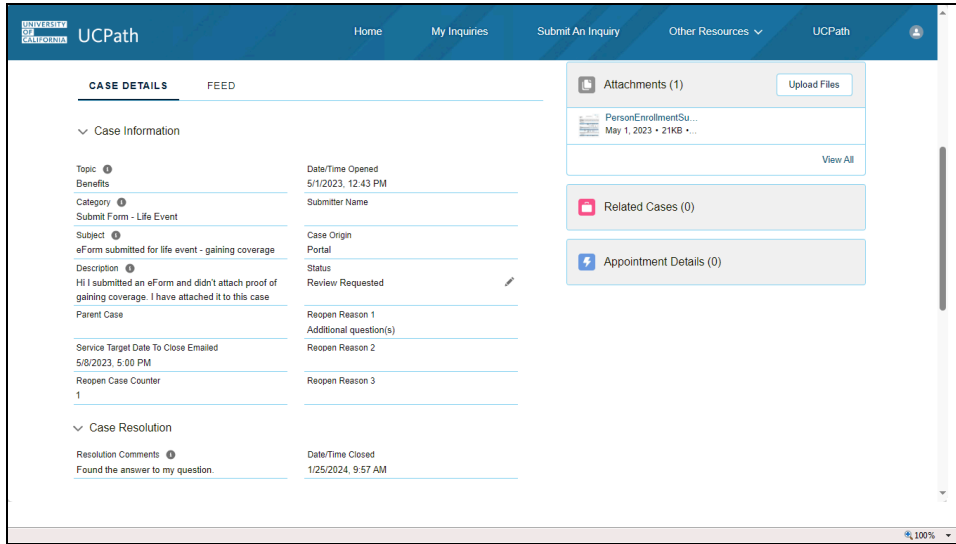 UNIVERSITY
OF
CALIFORNIA
UCPath
Home
My Inquiries
Submit An Inquiry
Other Resources
UCPath
CASE DETAILS
FEED
Case Information
Topic
Benefits
Category
Submit Form - Life Event
Subject
eForm submitted for life event - gaining coverage
Description
Hi I submitted an eForm and didn't attach proof of
gaining coverage. I have attached it to this case
Parent Case
Service Target Date To Close Emailed
5/8/2023, 5:00 PM
Reopen Case Counter
1
Date/Time Opened
5/1/2023, 12:43 PM
Submitter Name
Case Origin
Portal
Status
Review Requested
Reopen Reason 1
Additional question(s)
Reopen Reason 2
Reopen Reason 3
Case Resolution
Resolution Comments
Found the answer to my question.
Date/Time Closed
1/25/2024, 9:57 AM
Attachments (1)
Upload Files
PersonEnrollmentSu...
May 1, 2023 • 21KB •...
View All
Related Cases (0)
Appointment Details (0)
100%